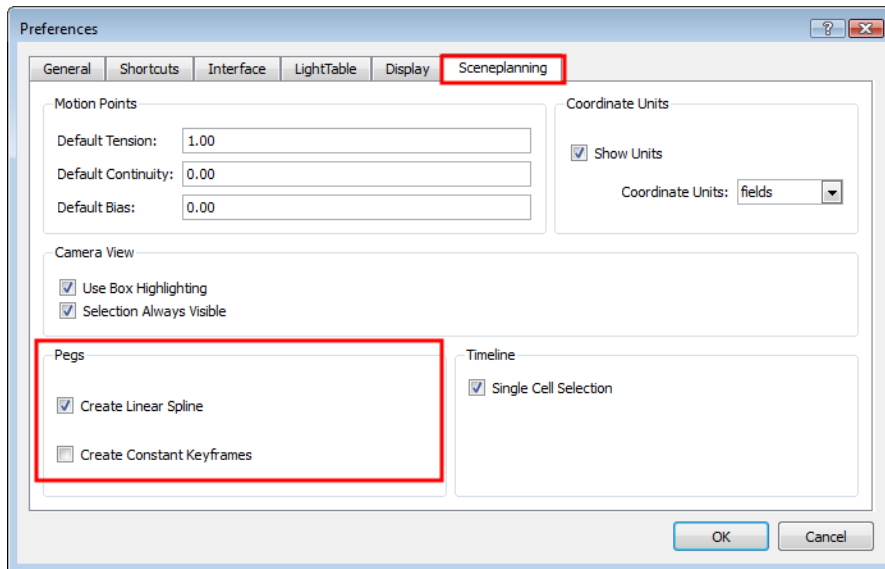 Preferences
General Shortcuts Interface LightTable Display Sceneplanning
Motion Points
Default Tension: 1.00
Default Continuity: 0.00
Default Bias: 0.00
Coordinate Units
Show Units
Coordinate Units: fields
Camera View
Use Box Highlighting
Selection Always Visible
Pegs
Create Linear Spline
Create Constant Keyframes
Timeline
Single Cell Selection
OK Cancel